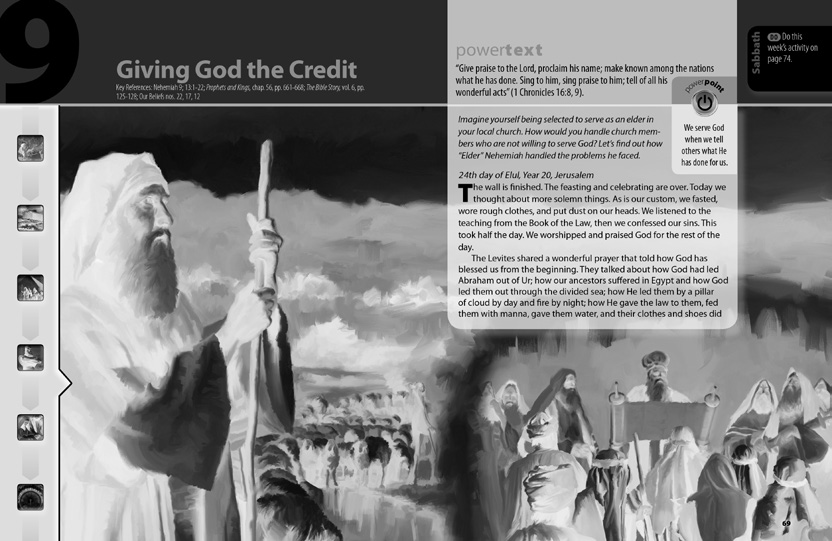 9
Giving God the Credit
Key References: Nehemiah 9; 13:1-22; Prophets and Kings, chap. 56, pp. 661-668; The Bible Story, vol. 6, pp.
125-128; Our Beliefs nos. 22, 17, 12
powertext
“Give praise to the Lord, proclaim his name; make known among the nations
what he has done. Sing to him, sing praise to him; tell of all his
wonderful acts” (1 Chronicles 16:8, 9).
powerpoint
We serve God
when we tell
others what He
has done for us.
Sabbath
DO Do this
week’s activity on
page 74.
Imagine yourself being selected to serve as an elder in
your local church. How would you handle church mem-
bers who are not willing to serve God? Let’s find out how
“Elder” Nehemiah handled the problems he faced.
24th day of Elul, Year 20, Jerusalem
The wall is finished. The feasting and celebrating are over. Today we
thought about more solemn things. As is our custom, we fasted,
wore rough clothes, and put dust on our heads. We listened to the
teaching from the Book of the Law, then we confessed our sins. This
took half the day. We worshipped and praised God for the rest of the
day.
The Levites shared a wonderful prayer that told how God has
blessed us from the beginning. They talked about how God had led
Abraham out of Ur; how our ancestors suffered in Egypt and how God
led them out through the divided sea; how He led them by a pillar
of cloud by day and fire by night; how He gave the law to them, fed
them with manna, gave them water, and their clothes and shoes did
69